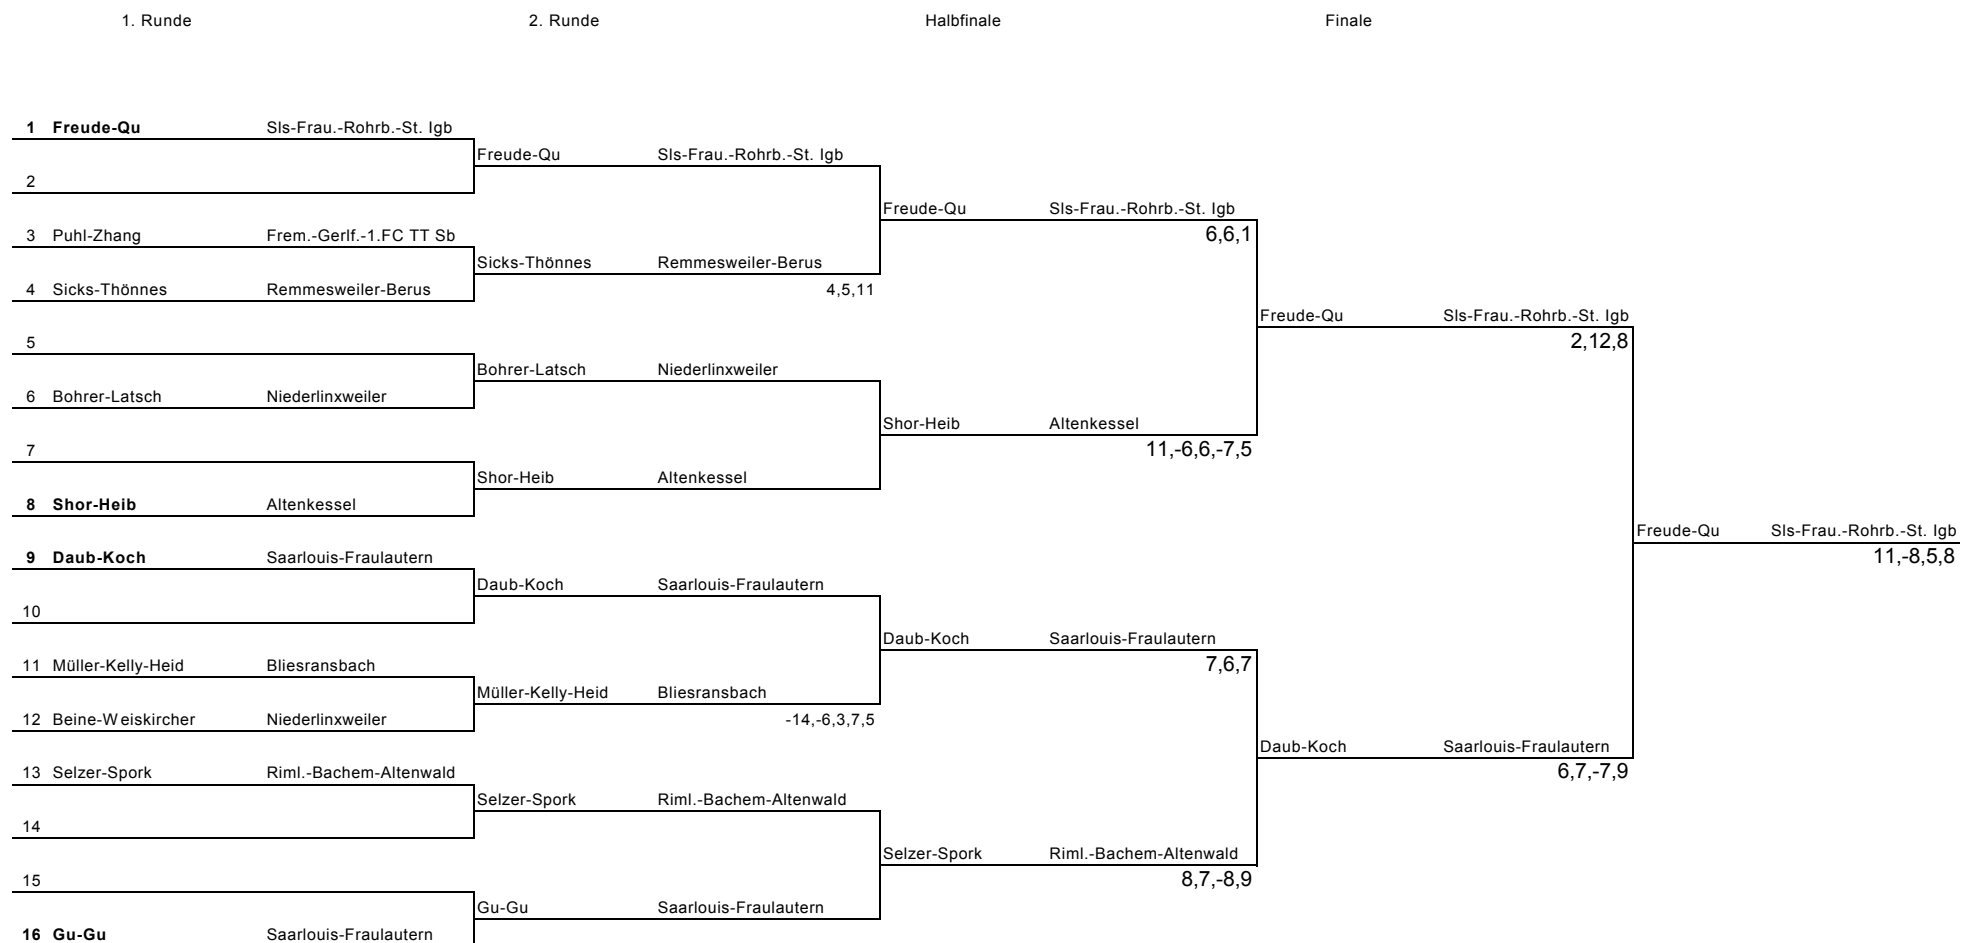 1. Runde 2. Runde Halbfinale Finale
1 Freude-Qu Sls-Frau.-Rohrb.-St. Igb
Freude-Qu Sls-Frau.-Rohrb.-St. Igb
2
Freude-Qu Sls-Frau.-Rohrb.-St. Igb
3 Puhl-Zhang Frem.-Gerlf.-1.FC TT Sb 6,6,1
Sicks-Thönnes Remmesweiler-Berus
4 Sicks-Thönnes Remmesweiler-Berus 4,5,11
Freude-Qu Sls-Frau.-Rohrb.-St. Igb
5 2,12,8
Bohrer-Latsch Niederlinxweiler
6 Bohrer-Latsch Niederlinxweiler
Shor-Heib Altenkessel
7 11,-6,6,-7,5
Shor-Heib Altenkessel
8 Shor-Heib Altenkessel
Freude-Qu Sls-Frau.-Rohrb.-St. Igb
9 Daub-Koch Saarlouis-Fraulautern 11,-8,5,8
Daub-Koch Saarlouis-Fraulautern
10
Daub-Koch Saarlouis-Fraulautern
11 Müller-Kelly-Heid Bliesransbach 7,6,7
Müller-Kelly-Heid Bliesransbach
12 Beine-Weiskircher Niederlinxweiler -14,-6,3,7,5
Daub-Koch Saarlouis-Fraulautern
13 Selzer-Spork Riml.-Bachem-Altenwald 6,7,-7,9
Selzer-Spork Riml.-Bachem-Altenwald
14
Selzer-Spork Riml.-Bachem-Altenwald
15 8,7,-8,9
Gu-Gu Saarlouis-Fraulautern
16 Gu-Gu Saarlouis-Fraulautern